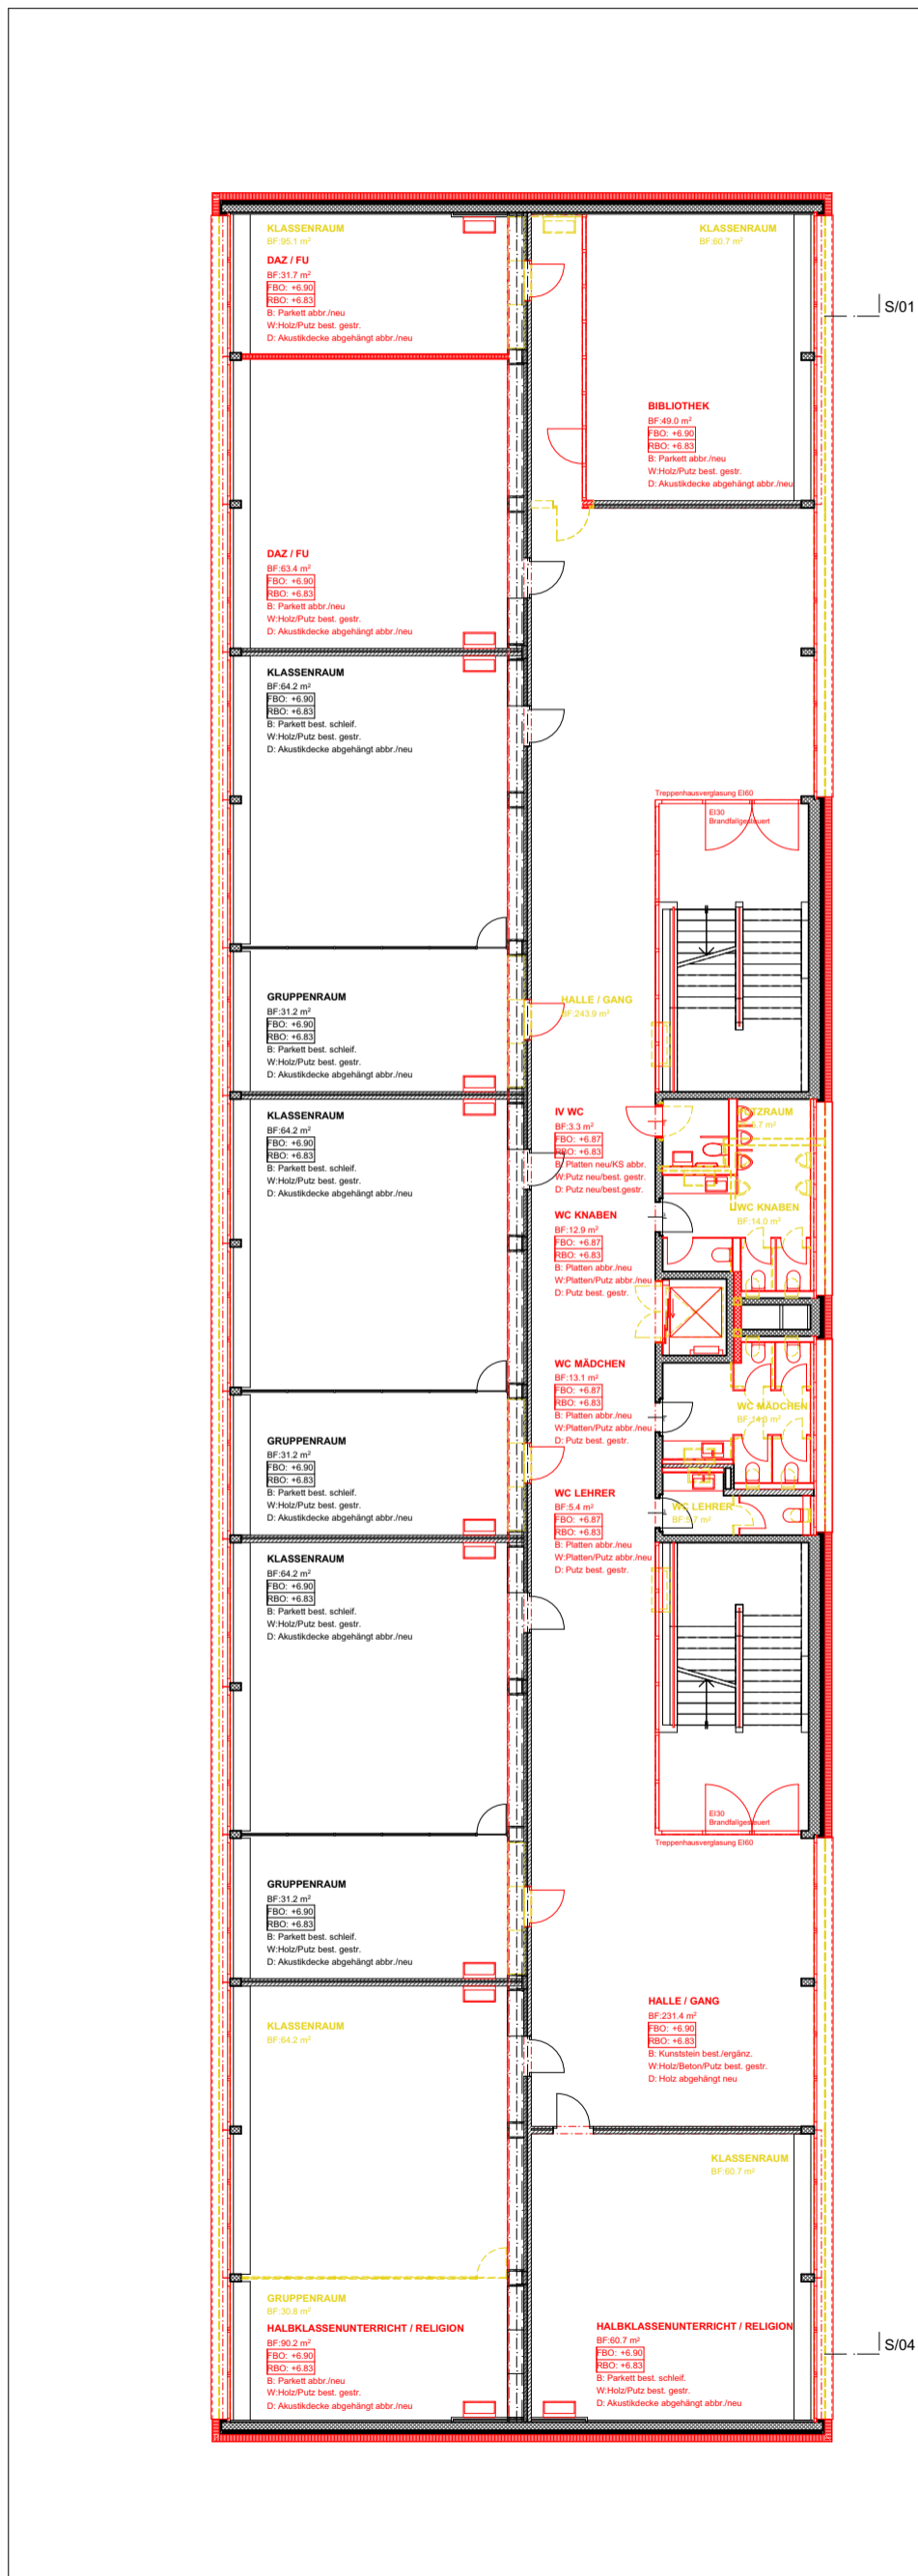 KLASSENRAUM
BF:95.1 m²
DAZ / FU
BF:31.7 m²
FBO: +6.90
RBO: +6.83
B: Parkett abbr./neu
W:Holz/Putz best. gestr.
D: Akustikdecke abgehängt abbr./neu
KLASSENRAUM
BF:60.7 m²
S/01
BIBLIOTHEK
BF:49.0 m²
FBO: +6.90
RBO: +6.83
B: Parkett abbr./neu
W:Holz/Putz best. gestr.
D: Akustikdecke abgehängt abbr./neu
DAZ / FU
BF:63.4 m²
FBO: +6.90
RBO: +6.83
B: Parkett abbr./neu
W:Holz/Putz best. gestr.
D: Akustikdecke abgehängt abbr./neu
KLASSENRAUM
BF:64.2 m²
FBO: +6.90
RBO: +6.83
B: Parkett best. schleif.
W:Holz/Putz best. gestr.
D: Akustikdecke abgehängt abbr./neu
Treppenhausverglasung EI60
EI30
Brandfallgesteuert
GRUPPENRAUM
BF:31.2 m²
FBO: +6.90
RBO: +6.83
B: Parkett best. schleif.
W:Holz/Putz best. gestr.
D: Akustikdecke abgehängt abbr./neu
HALLE / GANG
BF:243.9 m²
KLASSENRAUM
BF:64.2 m²
FBO: +6.90
RBO: +6.83
B: Parkett best. schleif.
W:Holz/Putz best. gestr.
D: Akustikdecke abgehängt abbr./neu
IV WC
BF:3.3 m²
FBO: +6.87
RBO: +6.83
B: Platten neu/KS abbr.
W:Putz neu/best. gestr.
D: Putz neu/best.gestr.
WC KNABEN
BF:12.9 m²
FBO: +6.87
RBO: +6.83
B: Platten abbr./neu
W:Platten/Putz abbr./neu
D: Putz best. gestr.
WC KNABEN
BF:14.0 m²
WC MÄDCHEN
BF:13.1 m²
FBO: +6.87
RBO: +6.83
B: Platten abbr./neu
W:Platten/Putz abbr./neu
D: Putz best. gestr.
WC MÄDCHEN
GRUPPENRAUM
BF:31.2 m²
FBO: +6.90
RBO: +6.83
B: Parkett best. schleif.
W:Holz/Putz best. gestr.
D: Akustikdecke abgehängt abbr./neu
WC LEHRER
BF:5.4 m²
FBO: +6.87
RBO: +6.83
B: Platten abbr./neu
W:Platten/Putz abbr./neu
D: Putz best. gestr.
WC LEHRER
KLASSENRAUM
BF:64.2 m²
FBO: +6.90
RBO: +6.83
B: Parkett best. schleif.
W:Holz/Putz best. gestr.
D: Akustikdecke abgehängt abbr./neu
EI30
Brandfallgesteuert
Treppenhausverglasung EI60
GRUPPENRAUM
BF:31.2 m²
FBO: +6.90
RBO: +6.83
B: Parkett best. schleif.
W:Holz/Putz best. gestr.
D: Akustikdecke abgehängt abbr./neu
HALLE / GANG
BF:231.4 m²
FBO: +6.90
RBO: +6.83
B: Kunststein best./ergänz.
W:Holz/Beton/Putz best. gestr.
D: Holz abgehängt neu
KLASSENRAUM
BF:64.2 m²
KLASSENRAUM
BF:60.7 m²
GRUPPENRAUM
BF:30.8 m²
HALBKLASSENUNTERRICHT / RELIGION
BF:90.2 m²
FBO: +6.90
RBO: +6.83
B: Parkett abbr./neu
W:Holz/Putz best. gestr.
D: Akustikdecke abgehängt abbr./neu
HALBKLASSENUNTERRICHT / RELIGION
BF:60.7 m²
FBO: +6.90
RBO: +6.83
B: Parkett best. schleif.
W:Holz/Putz best. gestr.
D: Akustikdecke abgehängt abbr./neu
S/04